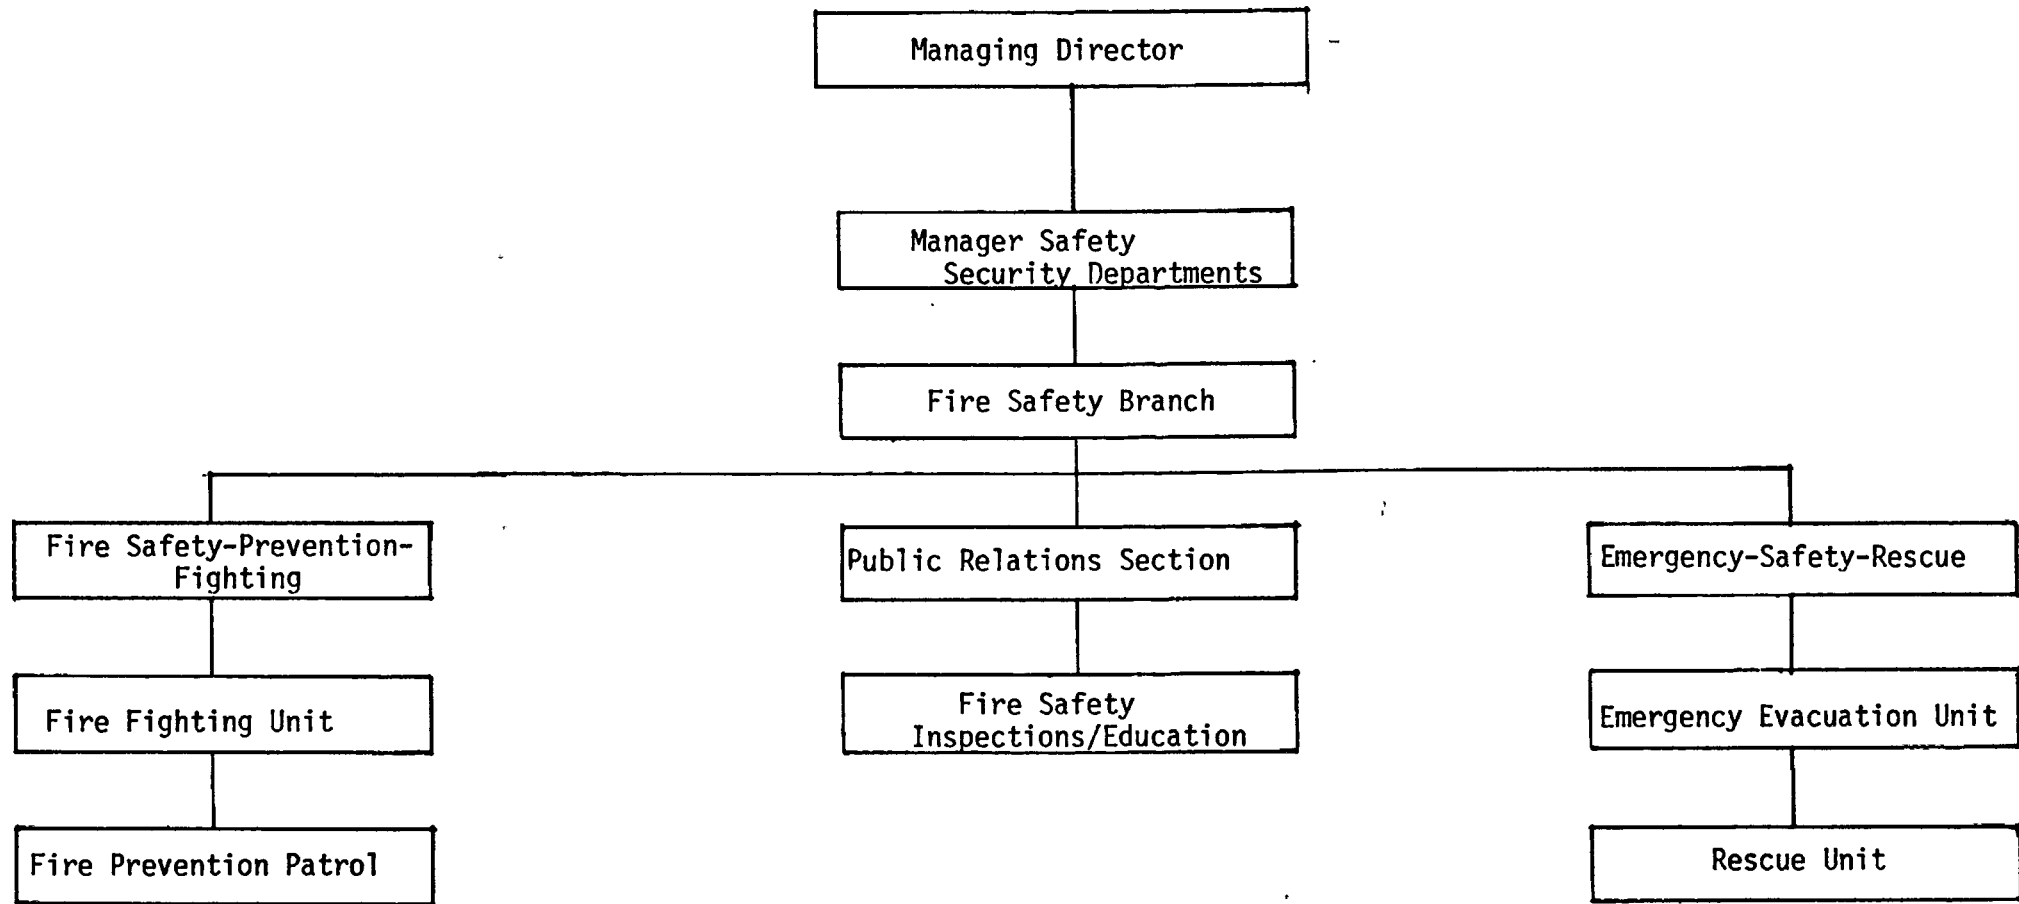 Managing Director
Manager Safety
Security Departments
Fire Safety Branch
Fire Safety-Prevention-
Fighting
Public Relations Section
Emergency-Safety-Rescue
Fire Fighting Unit
Fire Safety
Inspections/Education
Emergency Evacuation Unit
Fire Prevention Patrol
Rescue Unit